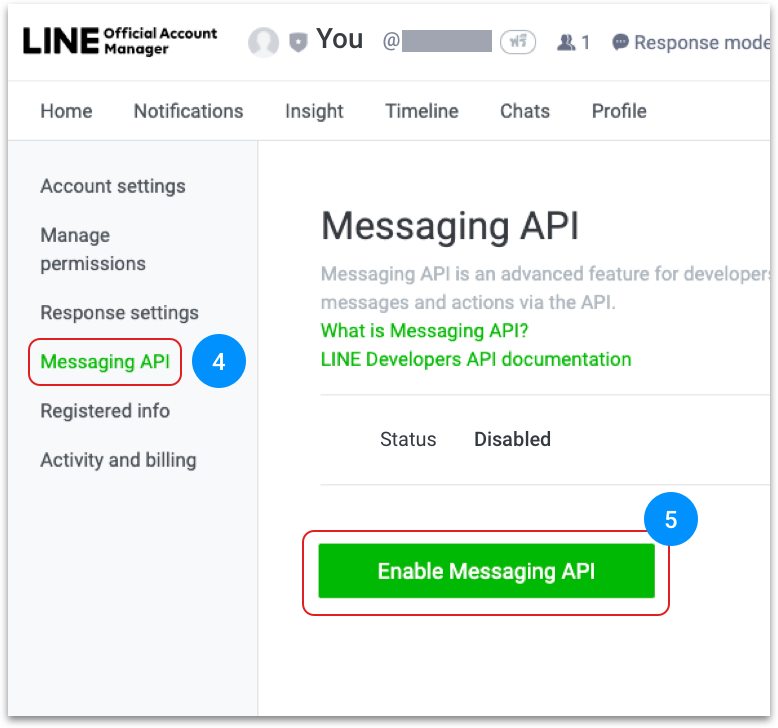 LINE Official Account Manager
You @ ฟรี 1 Response mode
Home Notifications Insight Timeline Chats Profile
Account settings
Manage
permissions
Response settings
Messaging API 4
Registered info
Activity and billing
Messaging API
Messaging API is an advanced feature for developers
messages and actions via the API.
What is Messaging API?
LINE Developers API documentation
Status Disabled
5
Enable Messaging API